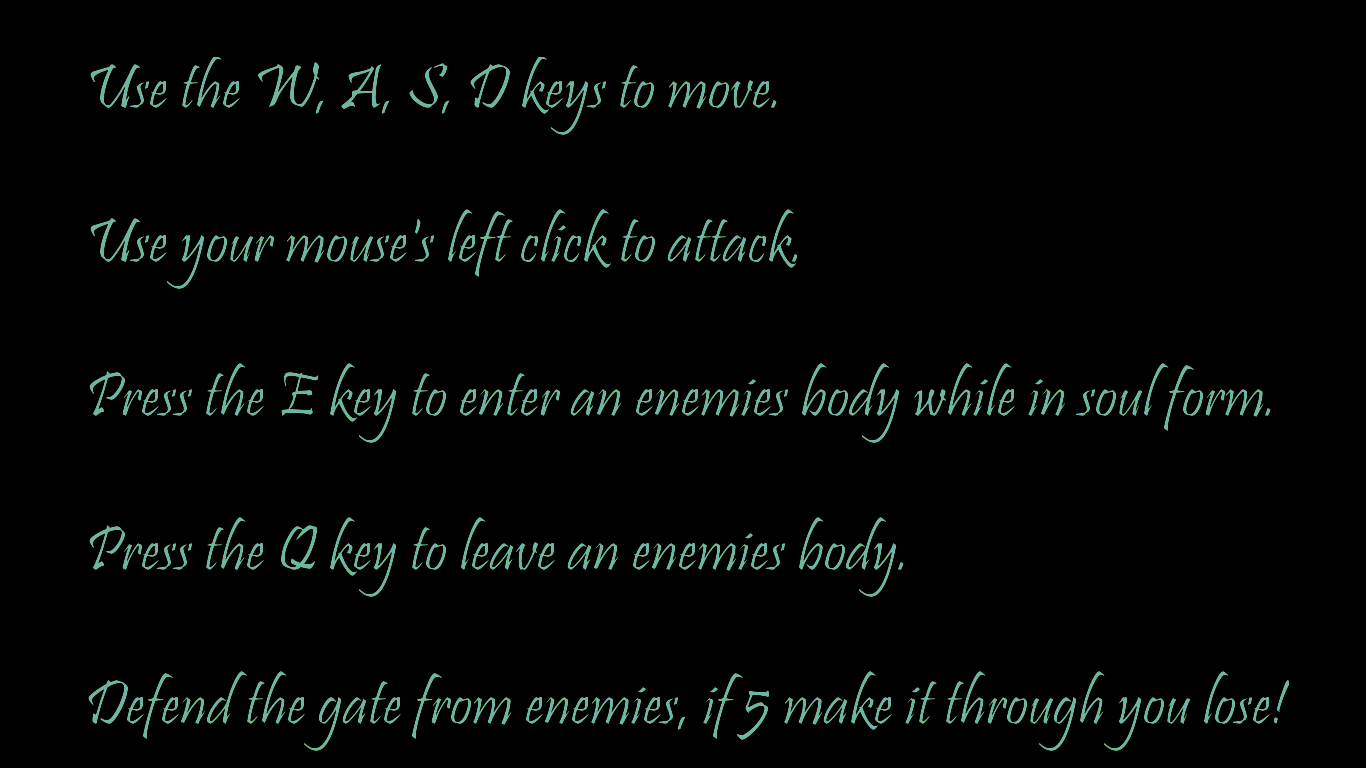 Use the W, A, S, D keys to move.
Use your mouse's left click to attack.
Press the E key to enter an enemies body while in soul form.
Press the Q key to leave an enemies body.
Defend the gate from enemies, if 5 make it through you lose!